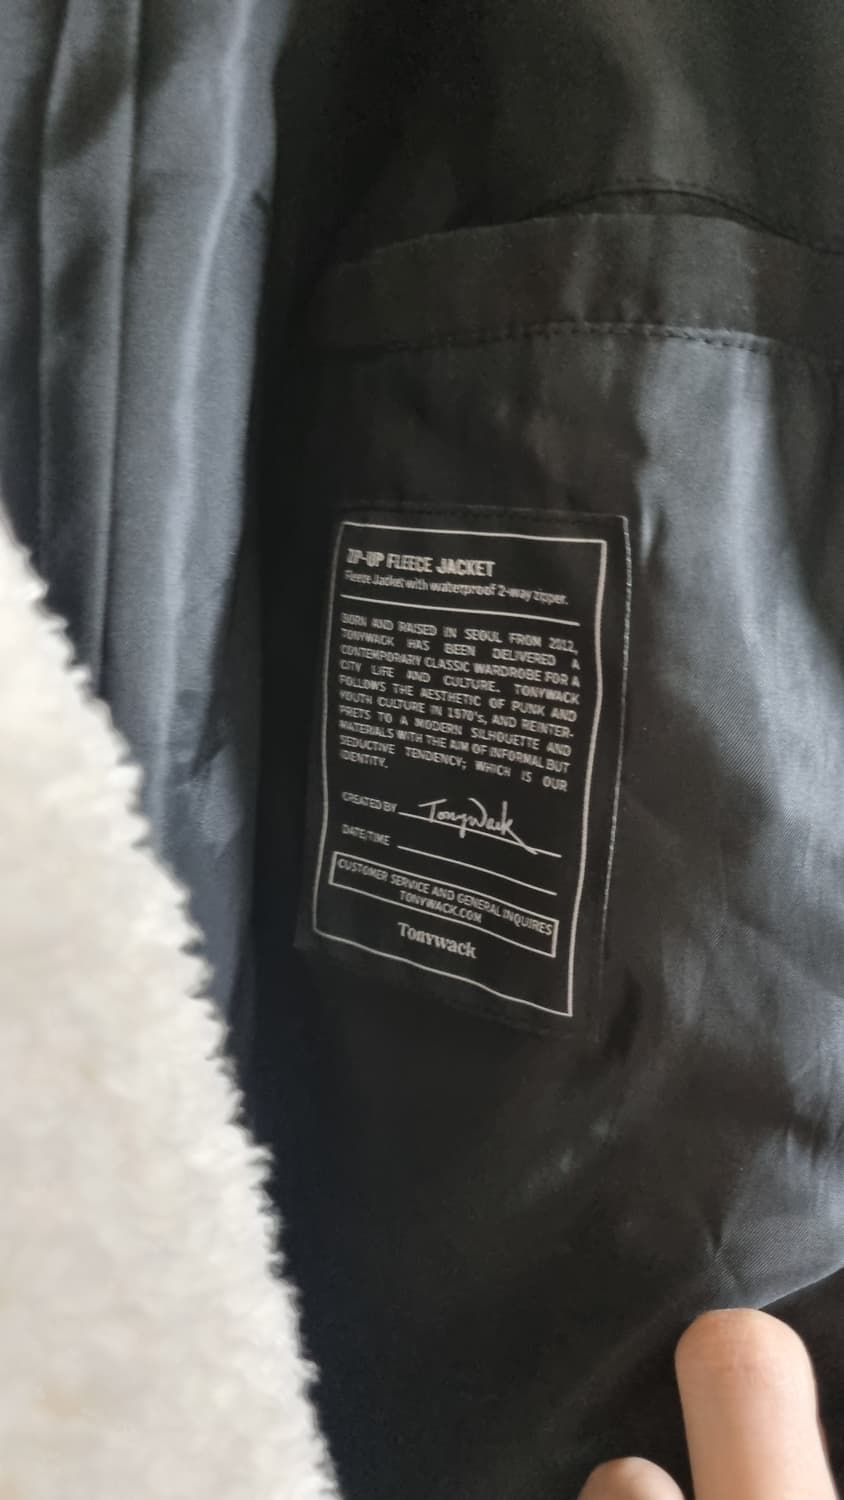 ZIP-UP FLEECE JACKET
Fleece Jacket with waterproof 2-way zipper.
BORN AND RAISED IN SEOUL FROM 2012,
TONYWACK HAS BEEN DELIVERED A
CONTEMPORARY CLASSIC WARDROBE FOR A
CITY LIFE AND CULTURE. TONYWACK
FOLLOWS THE AESTHETIC OF PUNK AND
YOUTH CULTURE IN 1970's, AND REINTER-
PRETS TO A MODERN SILHOUETTE AND
MATERIALS WITH THE AIM OF INFORMAL BUT
SEDUCTIVE TENDENCY; WHICH IS OUR
IDENTITY.
CREATED BY TonyWack
DATE/TIME
CUSTOMER SERVICE AND GENERAL INQUIRES
TONYWACK.COM
Tonywack